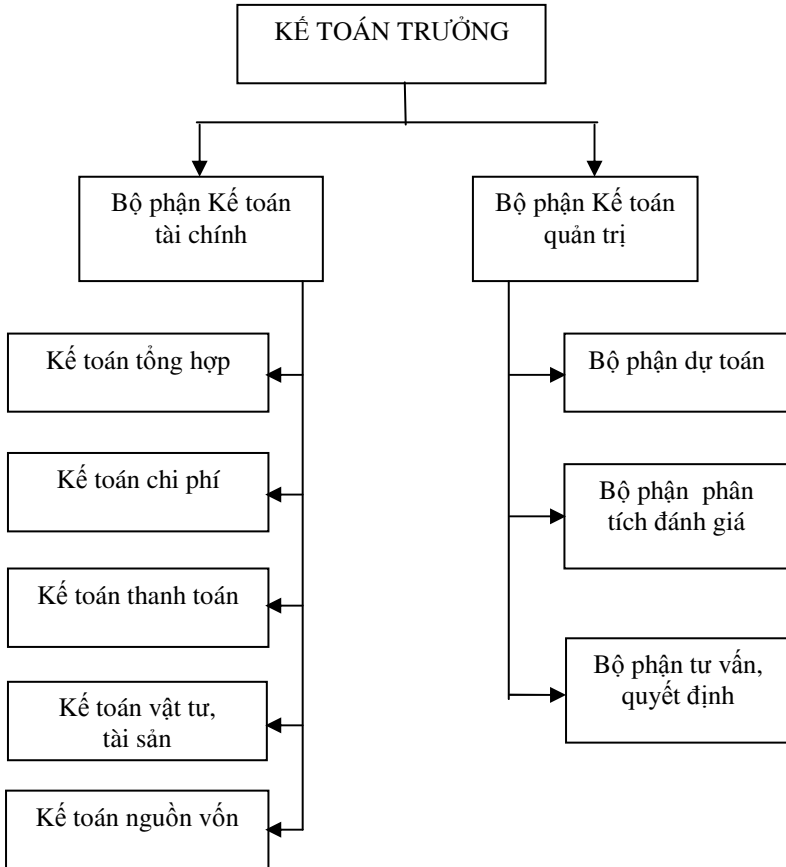 KẾ TOÁN TRƯỞNG
Bộ phận Kế toán
tài chính
Bộ phận Kế toán
quản trị
Kế toán tổng hợp
Kế toán chi phí
Kế toán thanh toán
Kế toán vật tư,
tài sản
Kế toán nguồn vốn
Bộ phận dự toán
Bộ phận phân
tích đánh giá
Bộ phận tư vấn,
quyết định